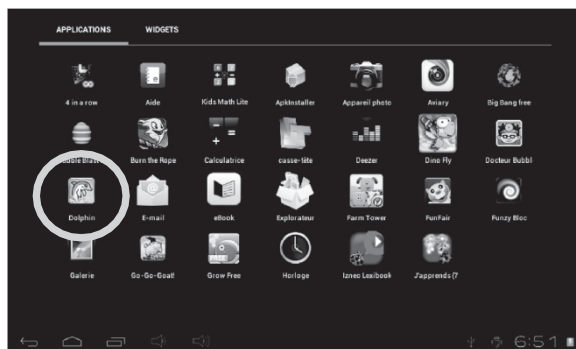 APPLICATIONS WIDGETS
4 in a row Aide Kids Math Lite ApkInstaller Appareil photo Aviary Big Bang free
Bubble Blast Burn the Rope Calculatrice casse-tête Deezer Dino Fly Docteur Bubbl
Dolphin E-mail eBook Explorateur Farm Tower FunFair Funzy Bloc
Galerie Go-Go-Goat! Grow Free Horloge Izneo Lexibook J'apprends (7
6:51